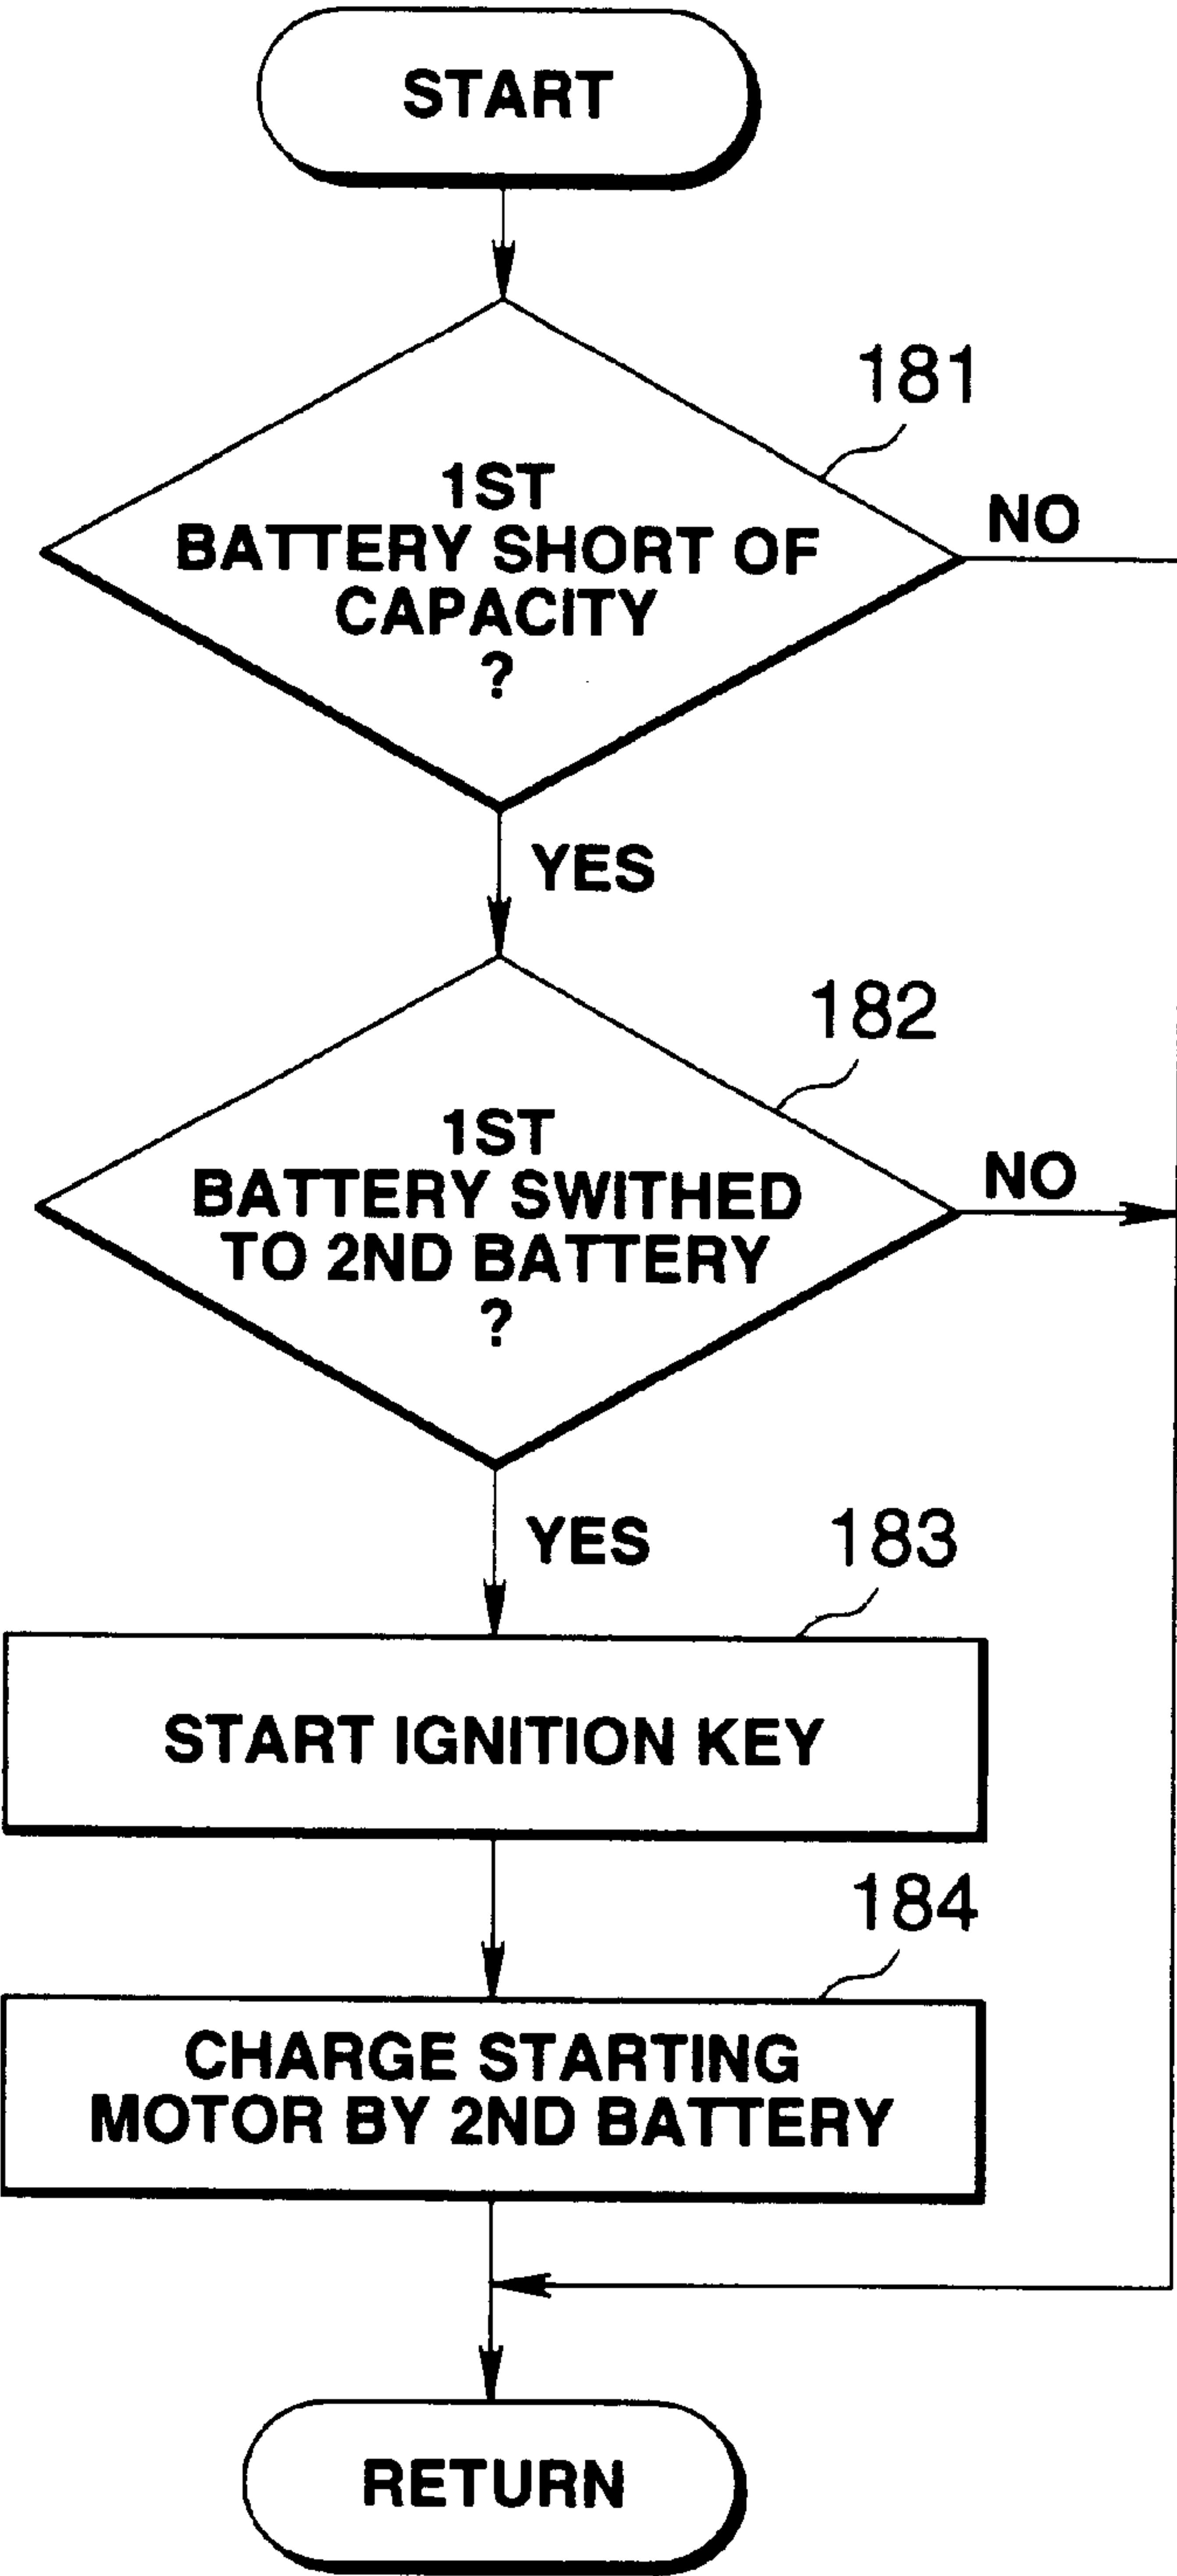 START
181
1ST
BATTERY SHORT OF
CAPACITY
?
NO
YES
182
1ST
BATTERY SWITHED
TO 2ND BATTERY
?
NO
YES
183
START IGNITION KEY
184
CHARGE STARTING
MOTOR BY 2ND BATTERY
RETURN